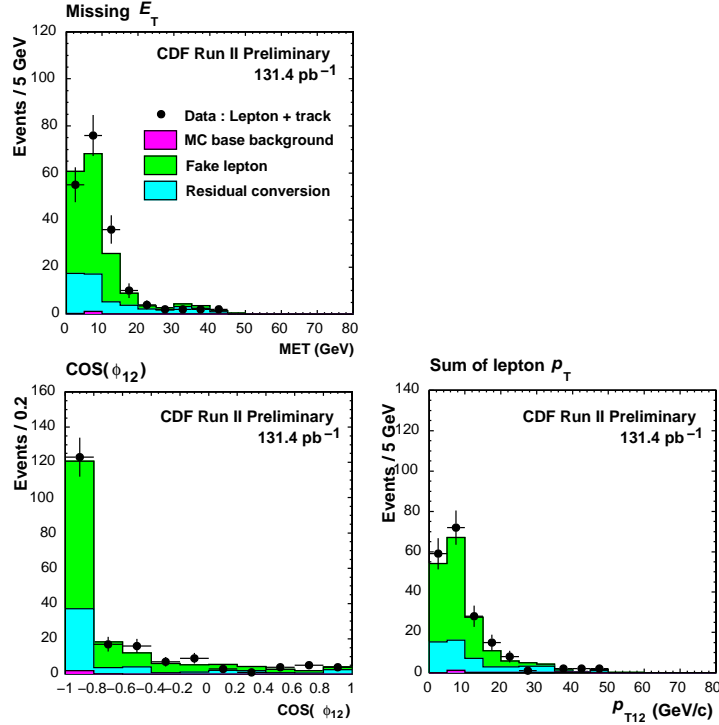 Missing E_T
Events / 5 GeV
120
100
80
60
40
20
0
CDF Run II Preliminary
131.4 pb⁻¹
Data : Lepton + track
MC base background
Fake lepton
Residual conversion
0 10 20 30 40 50 60 70 80
MET (GeV)
COS(ϕ₁₂)
Events / 0.2
160
140
120
100
80
60
40
20
0
CDF Run II Preliminary
131.4 pb⁻¹
−1 −0.8 −0.6 −0.4 −0.2 0 0.2 0.4 0.6 0.8 1
COS( ϕ₁₂)
Sum of lepton p_T
Events / 5 GeV
140
120
100
80
60
40
20
0
CDF Run II Preliminary
131.4 pb⁻¹
0 10 20 30 40 50 60 70 80
p_T12 (GeV/c)